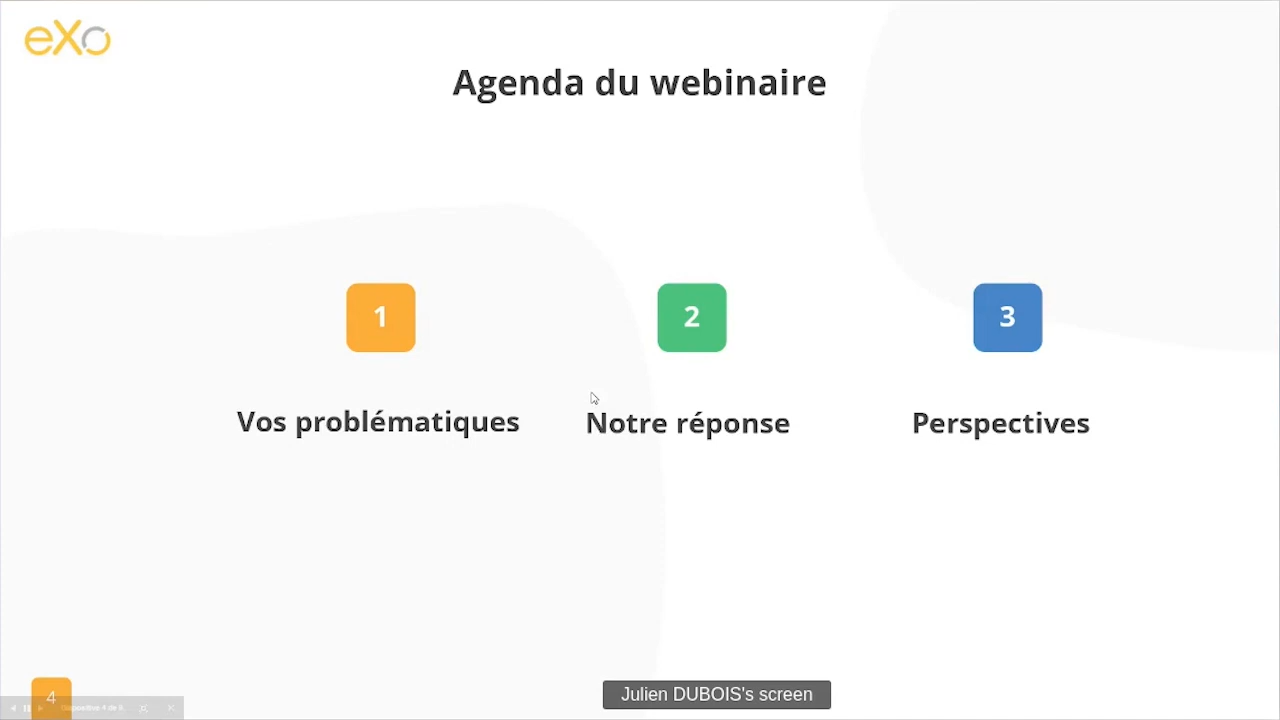 eXo
Agenda du webinaire
1
2
3
Vos problématiques
Notre réponse
Perspectives
4
Julien DUBOIS's screen